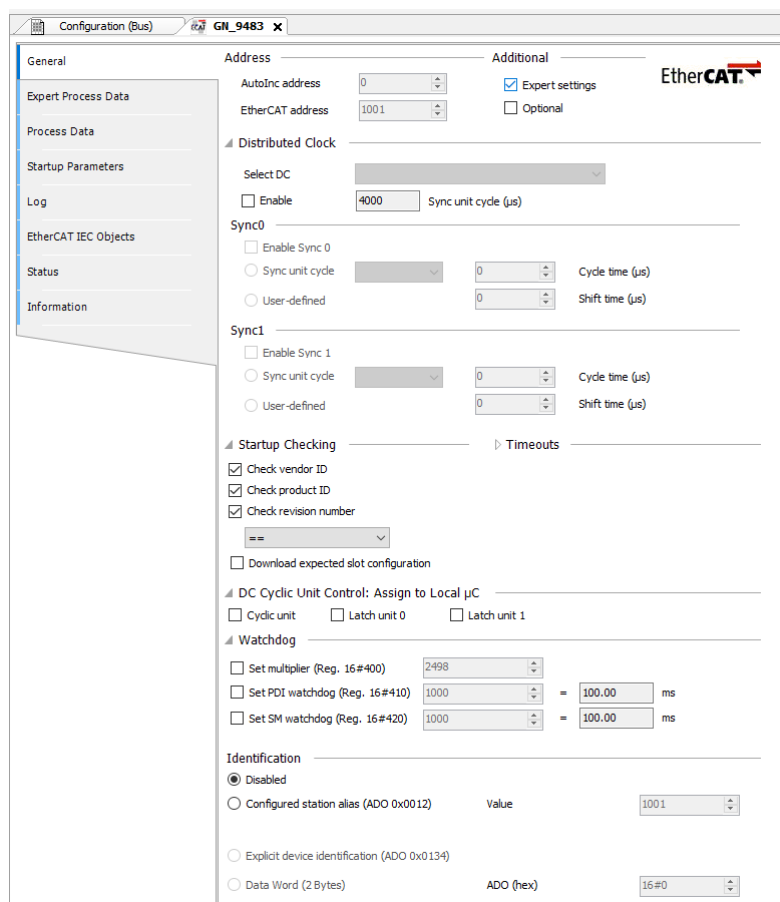 Configuration (Bus)
GN_9483
General
Expert Process Data
Process Data
Startup Parameters
Log
EtherCAT IEC Objects
Status
Information
Address
Additional
EtherCAT.
AutoInc address 0
Expert settings
EtherCAT address 1001
Optional
Distributed Clock
Select DC
Enable 4000 Sync unit cycle (µs)
Sync0
Enable Sync 0
Sync unit cycle 0 Cycle time (µs)
User-defined 0 Shift time (µs)
Sync1
Enable Sync 1
Sync unit cycle 0 Cycle time (µs)
User-defined 0 Shift time (µs)
Startup Checking
Timeouts
Check vendor ID
Check product ID
Check revision number
==
Download expected slot configuration
DC Cyclic Unit Control: Assign to Local µC
Cyclic unit Latch unit 0 Latch unit 1
Watchdog
Set multiplier (Reg. 16#400) 2498
Set PDI watchdog (Reg. 16#410) 1000 = 100.00 ms
Set SM watchdog (Reg. 16#420) 1000 = 100.00 ms
Identification
Disabled
Configured station alias (ADO 0x0012) Value 1001
Explicit device identification (ADO 0x0134)
Data Word (2 Bytes) ADO (hex) 16#0